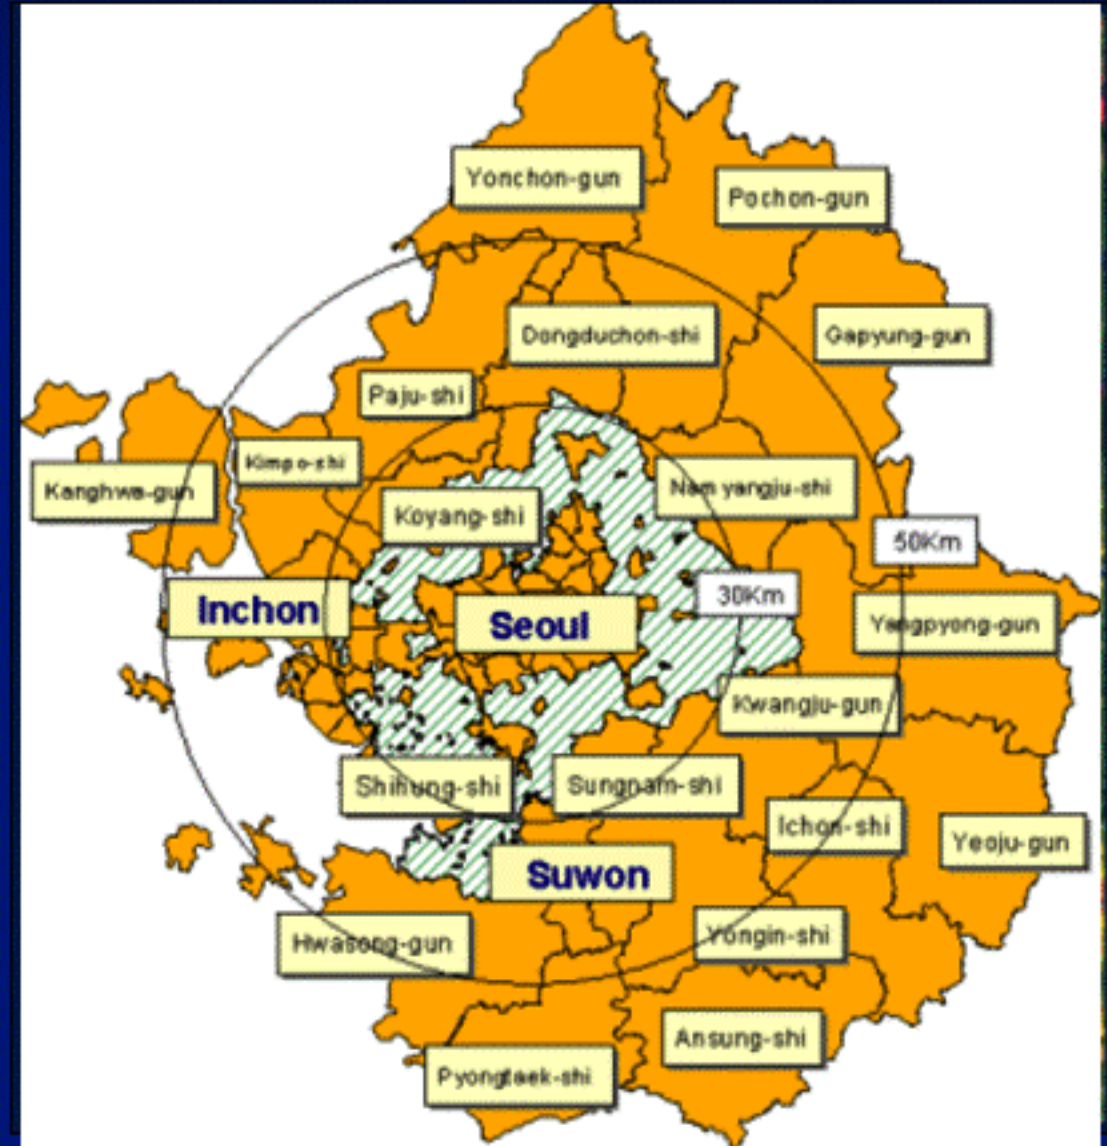 Yonchon-gun
Pochon-gun
Dongduchon-shi
Gapyung-gun
Paju-shi
Kimpo-shi
Kanghwa-gun
Nam yangju-shi
Koyang-shi
50Km
30Km
Inchon
Seoul
Yangpyong-gun
Kwangju-gun
Shihung-shi
Sungnam-shi
Ichon-shi
Yeoju-gun
Suwon
Hwasong-gun
Yongin-shi
Ansung-shi
Pyongtaek-shi